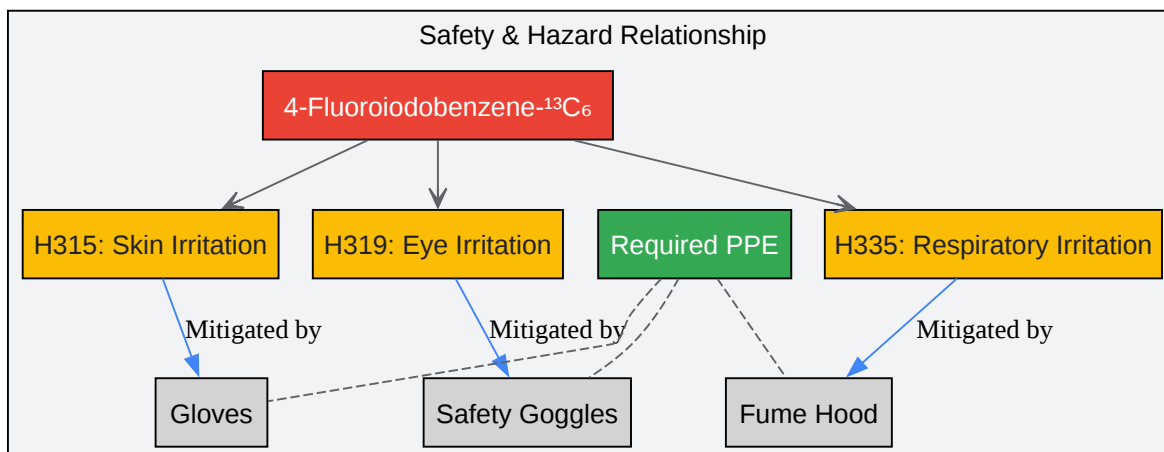 Safety & Hazard Relationship
4-Fluoroiodobenzene-¹³C₆
H315: Skin Irritation
H319: Eye Irritation
Required PPE
H335: Respiratory Irritation
Mitigated by
Mitigated by
Mitigated by
Gloves
Safety Goggles
Fume Hood